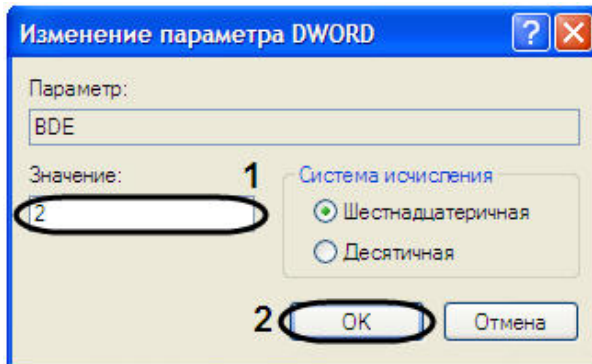 Изменение параметра DWORD
Параметр:
BDE
Значение:
1
2
Система исчисления
Шестнадцатеричная
Десятичная
2
OK
Отмена